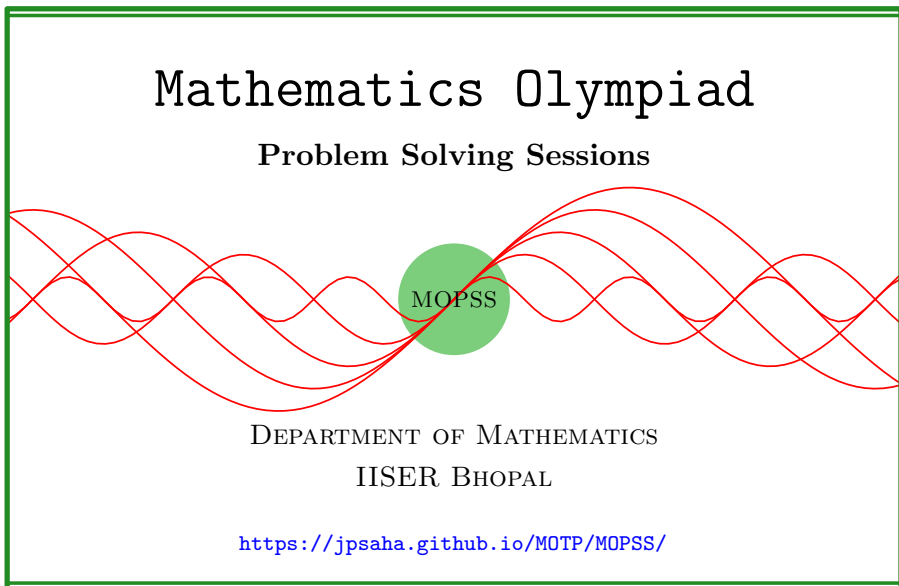 Mathematics Olympiad
Problem Solving Sessions
MOPSS
Department of Mathematics
IISER Bhopal
https://jpsaha.github.io/MOTP/MOPSS/